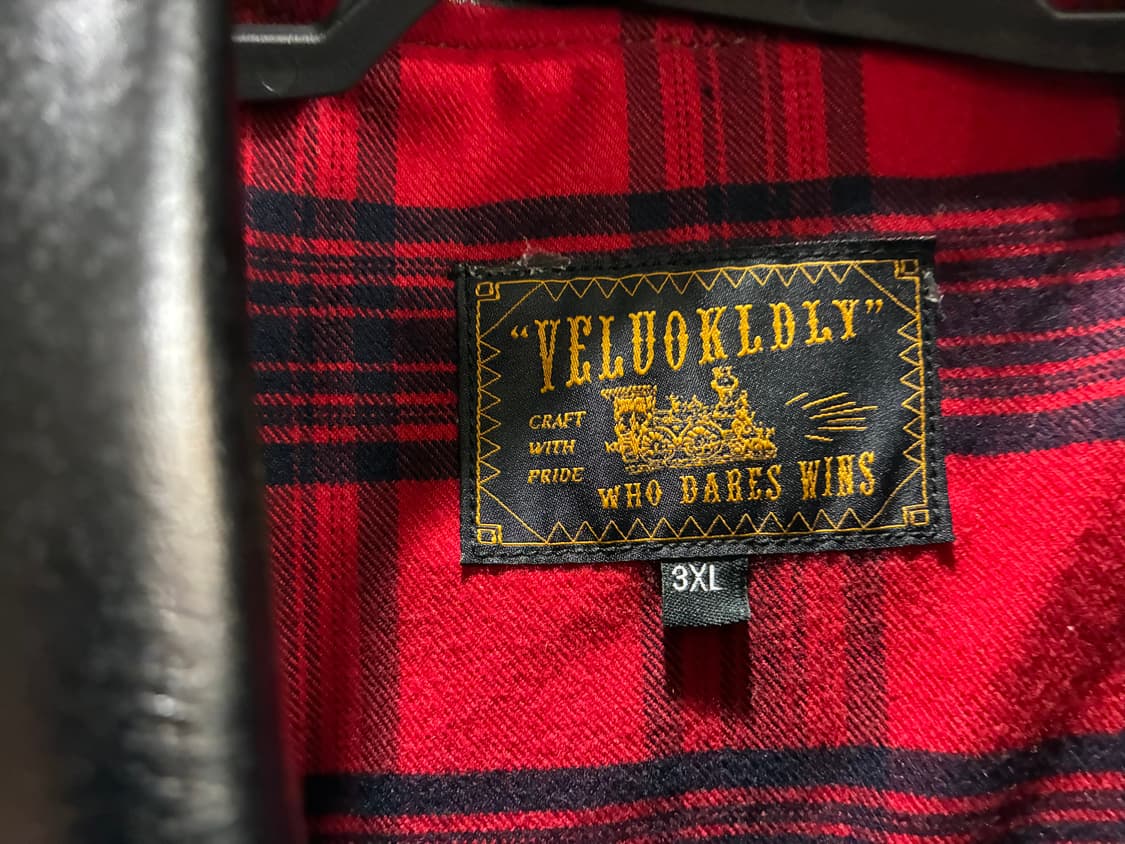 "VELUOKLDLY"
CRAFT
WITH
PRIDE
WHO DARES WINS
3XL